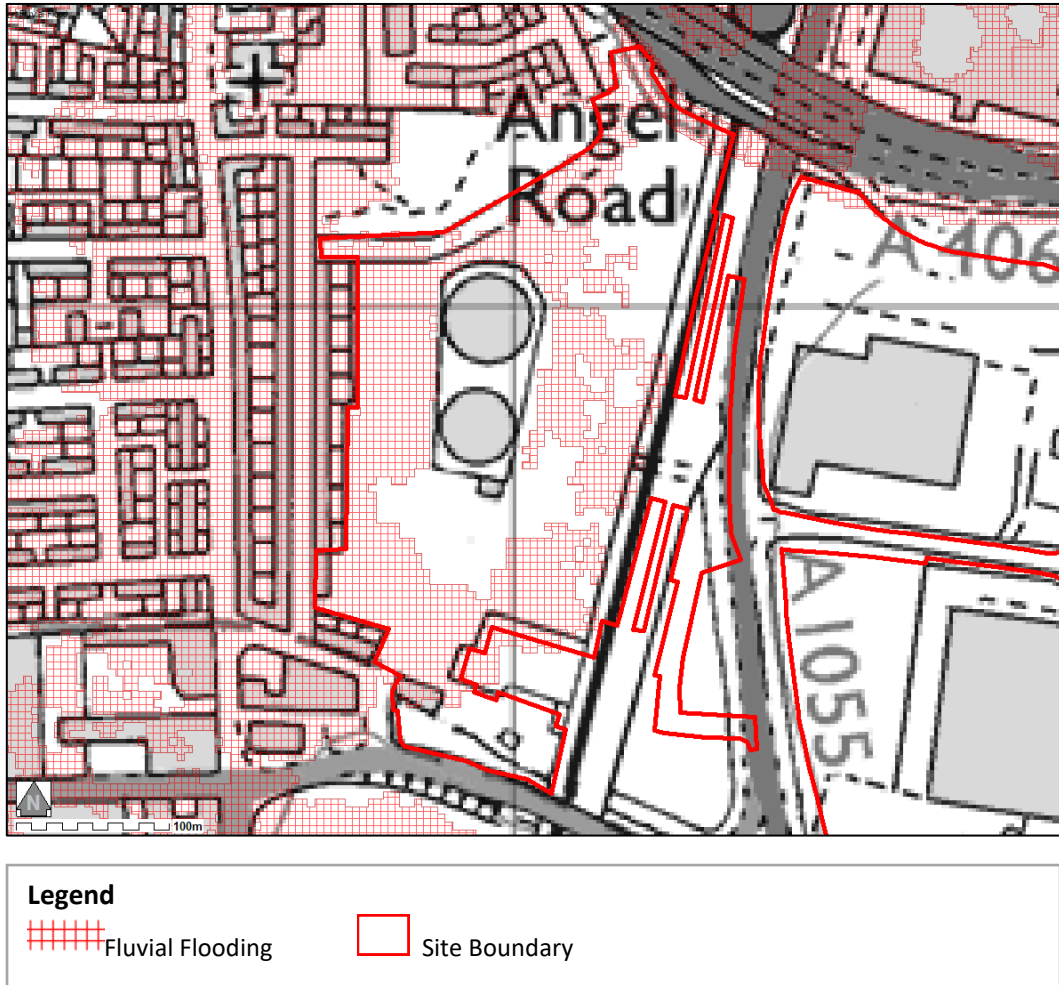 Angel
Road
A 406
A 1055
N
100m
Legend
Fluvial Flooding
Site Boundary